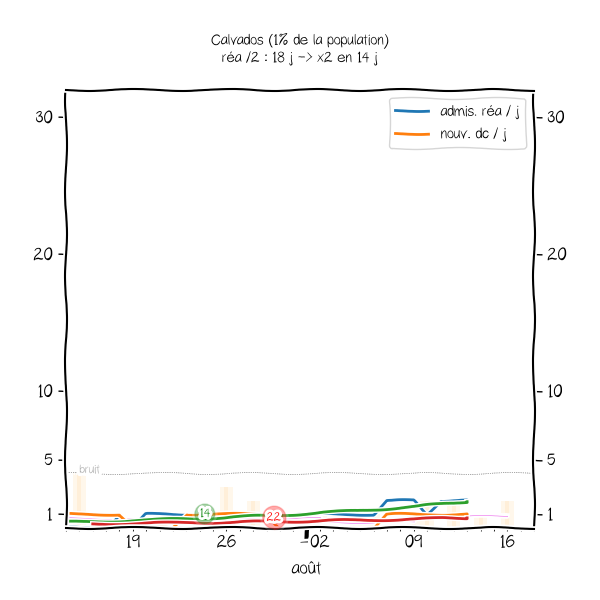 Calvados (1% de la population)
réa /2 : 18 j -> x2 en 14 j
admis. réa / j
nouv. dc / j
30
30
20
20
10
10
5
5
bruit
1
14
22
1
19
26
02
09
16
août